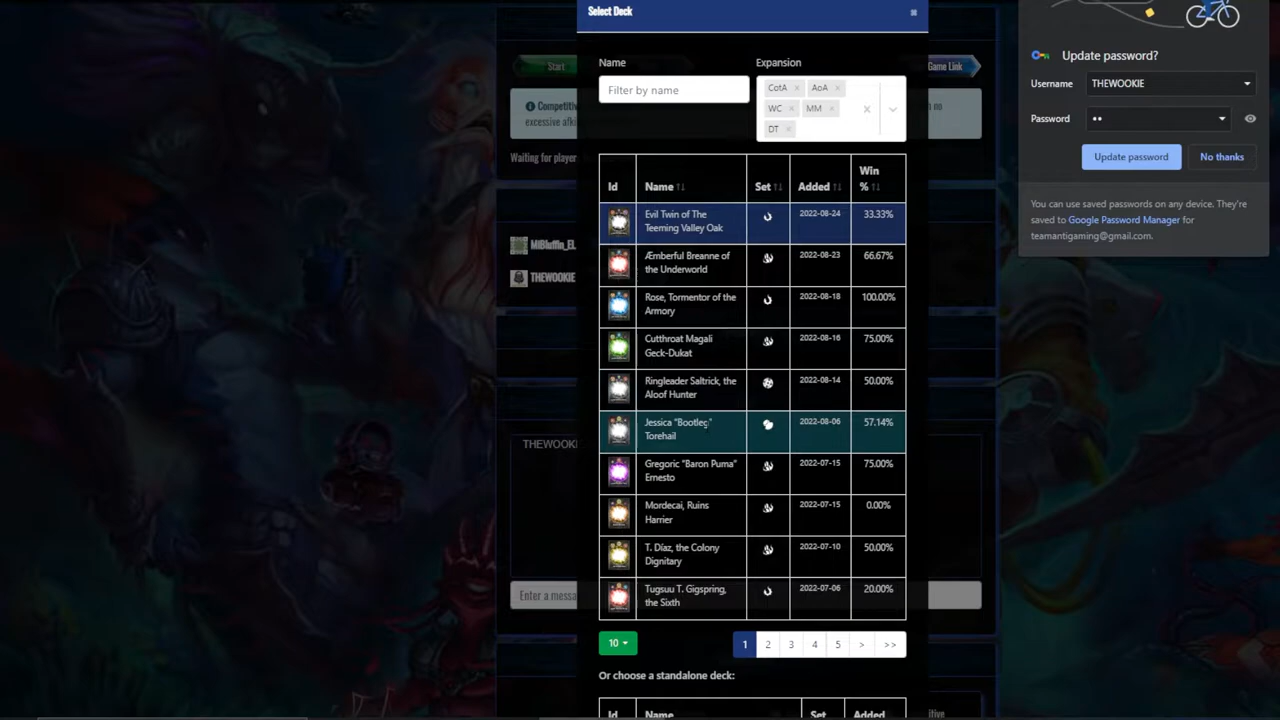 Select Deck
Start
Game Link
Competitiv
no
excessive afki
Waiting for player
MiBluffin_EL
THEWOOKIE
THEWOOKI
Enter a messa
Name
Filter by name
Expansion
CotA × AoA ×
WC × MM ×
DT ×
Id Name Set Added Win %
Evil Twin of The Teeming Valley Oak 2022-08-24 33.33%
Æmberful Breanne of the Underworld 2022-08-23 66.67%
Rose, Tormentor of the Armory 2022-08-18 100.00%
Cutthroat Magali Geck-Dukat 2022-08-16 75.00%
Ringleader Saltrick, the Aloof Hunter 2022-08-14 50.00%
Jessica "Bootleg" Torehail 2022-08-06 57.14%
Gregoric "Baron Puma" Ernesto 2022-07-15 75.00%
Mordecai, Ruins Harrier 2022-07-15 0.00%
T. Díaz, the Colony Dignitary 2022-07-10 50.00%
Tugsuu T. Gigspring, the Sixth 2022-07-06 20.00%
10
1 2 3 4 5 > >>
Or choose a standalone deck:
Id Name Set Added
itive
Update password?
Username THEWOOKIE
Password ••
Update password No thanks
You can use saved passwords on any device. They're
saved to Google Password Manager for
teamantigaming@gmail.com.